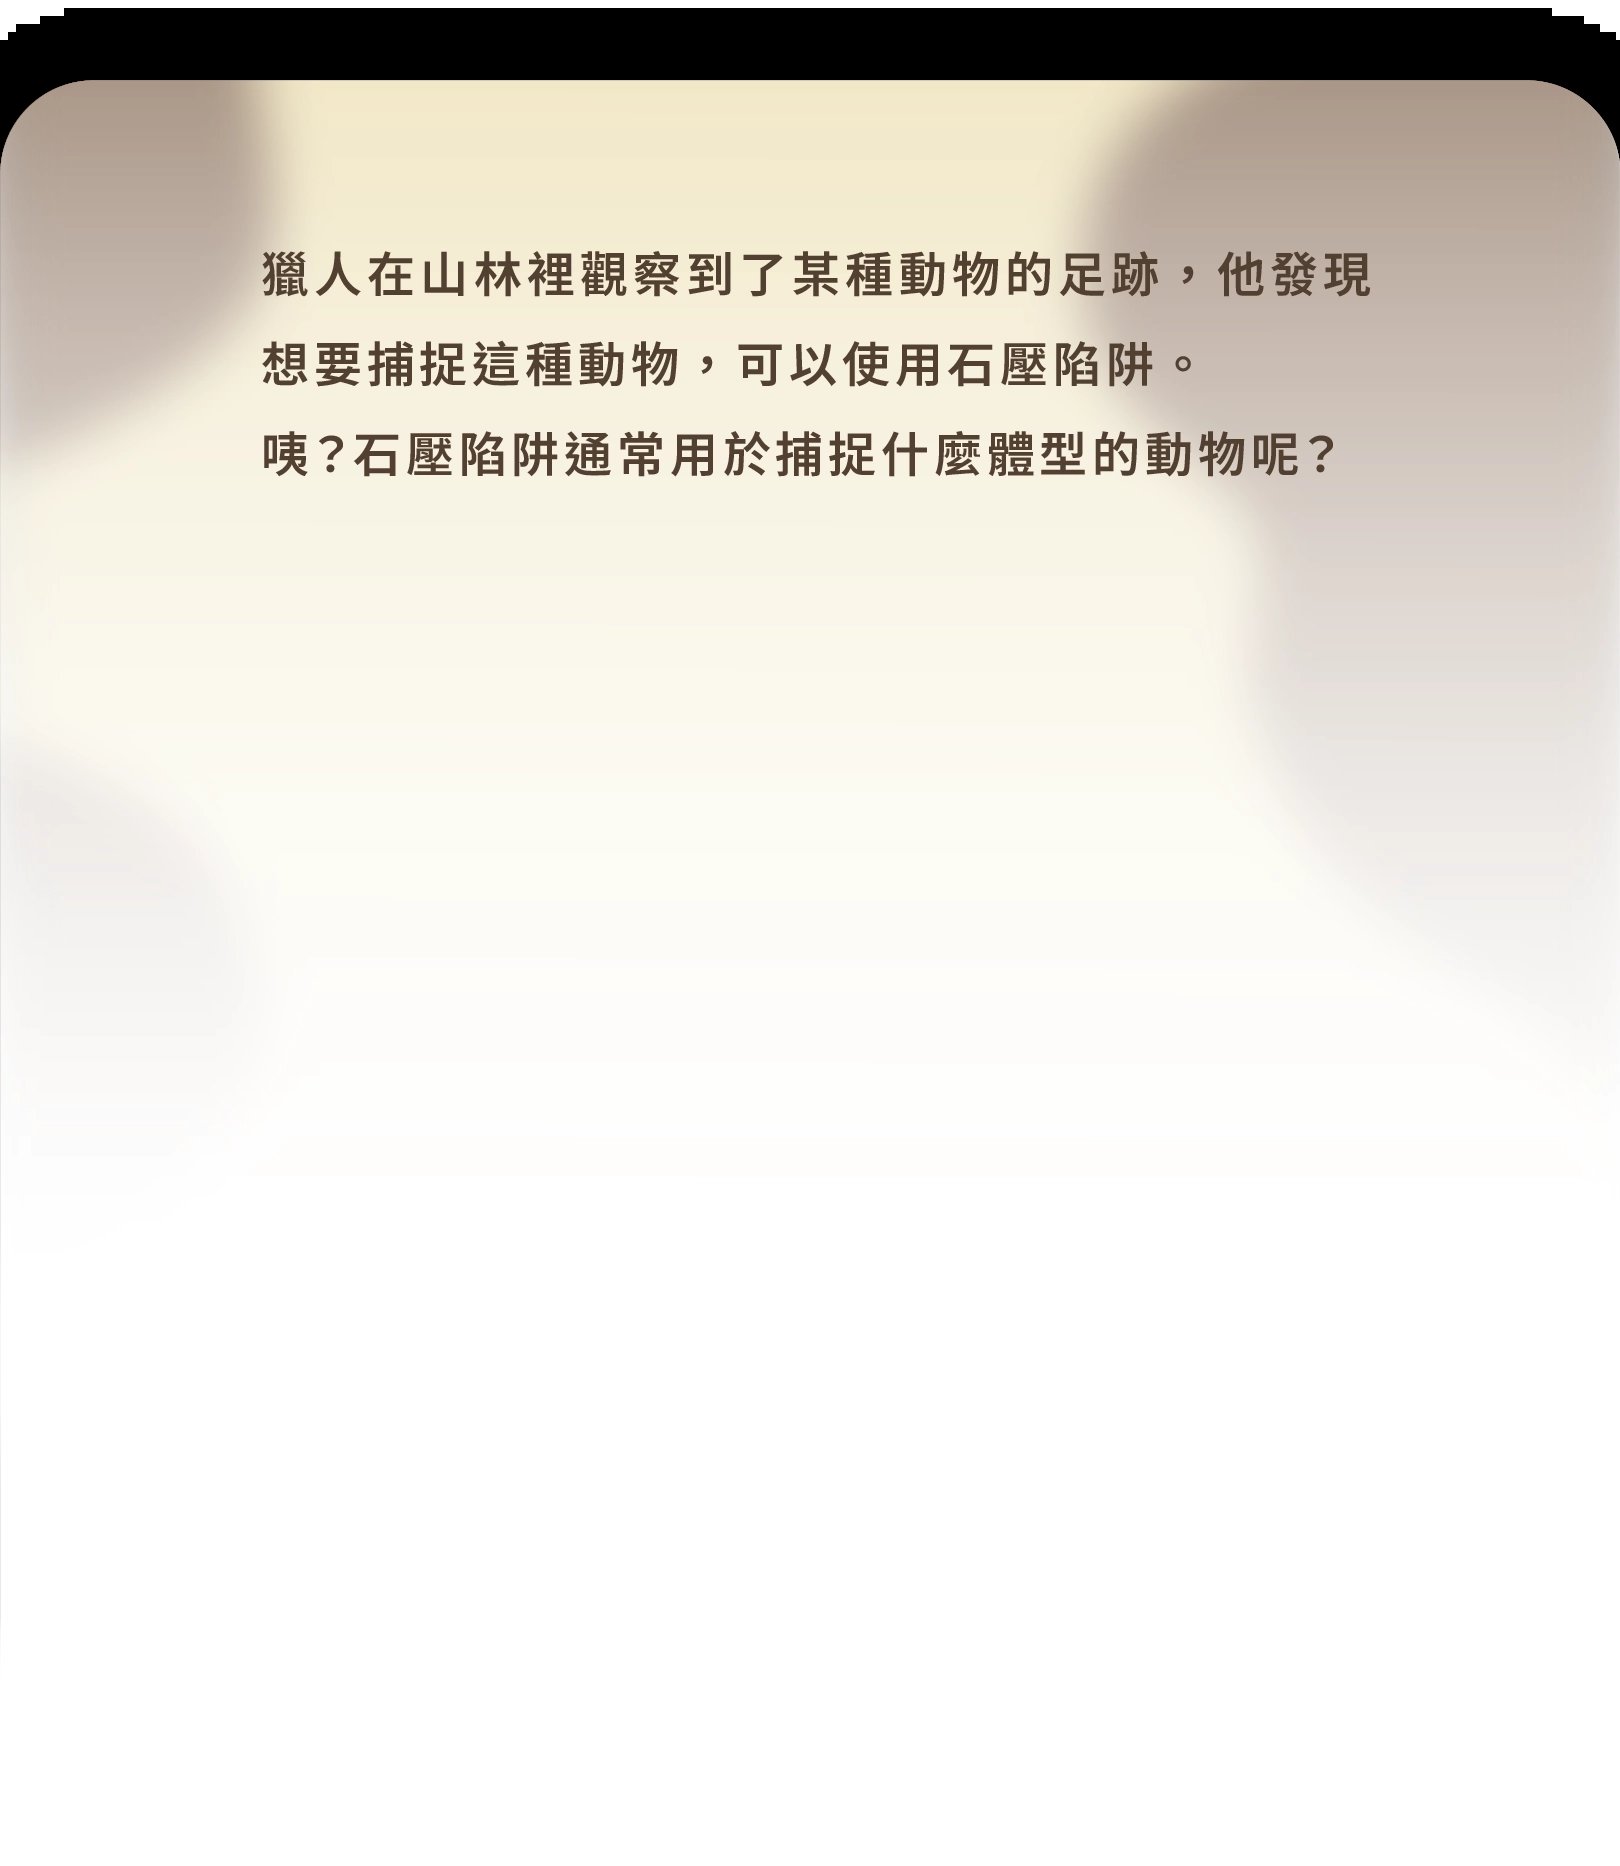 獵人在山林裡觀察到了某種動物的足跡，他發現
想要捕捉這種動物，可以使用石壓陷阱。
咦？石壓陷阱通常用於捕捉什麼體型的動物呢？